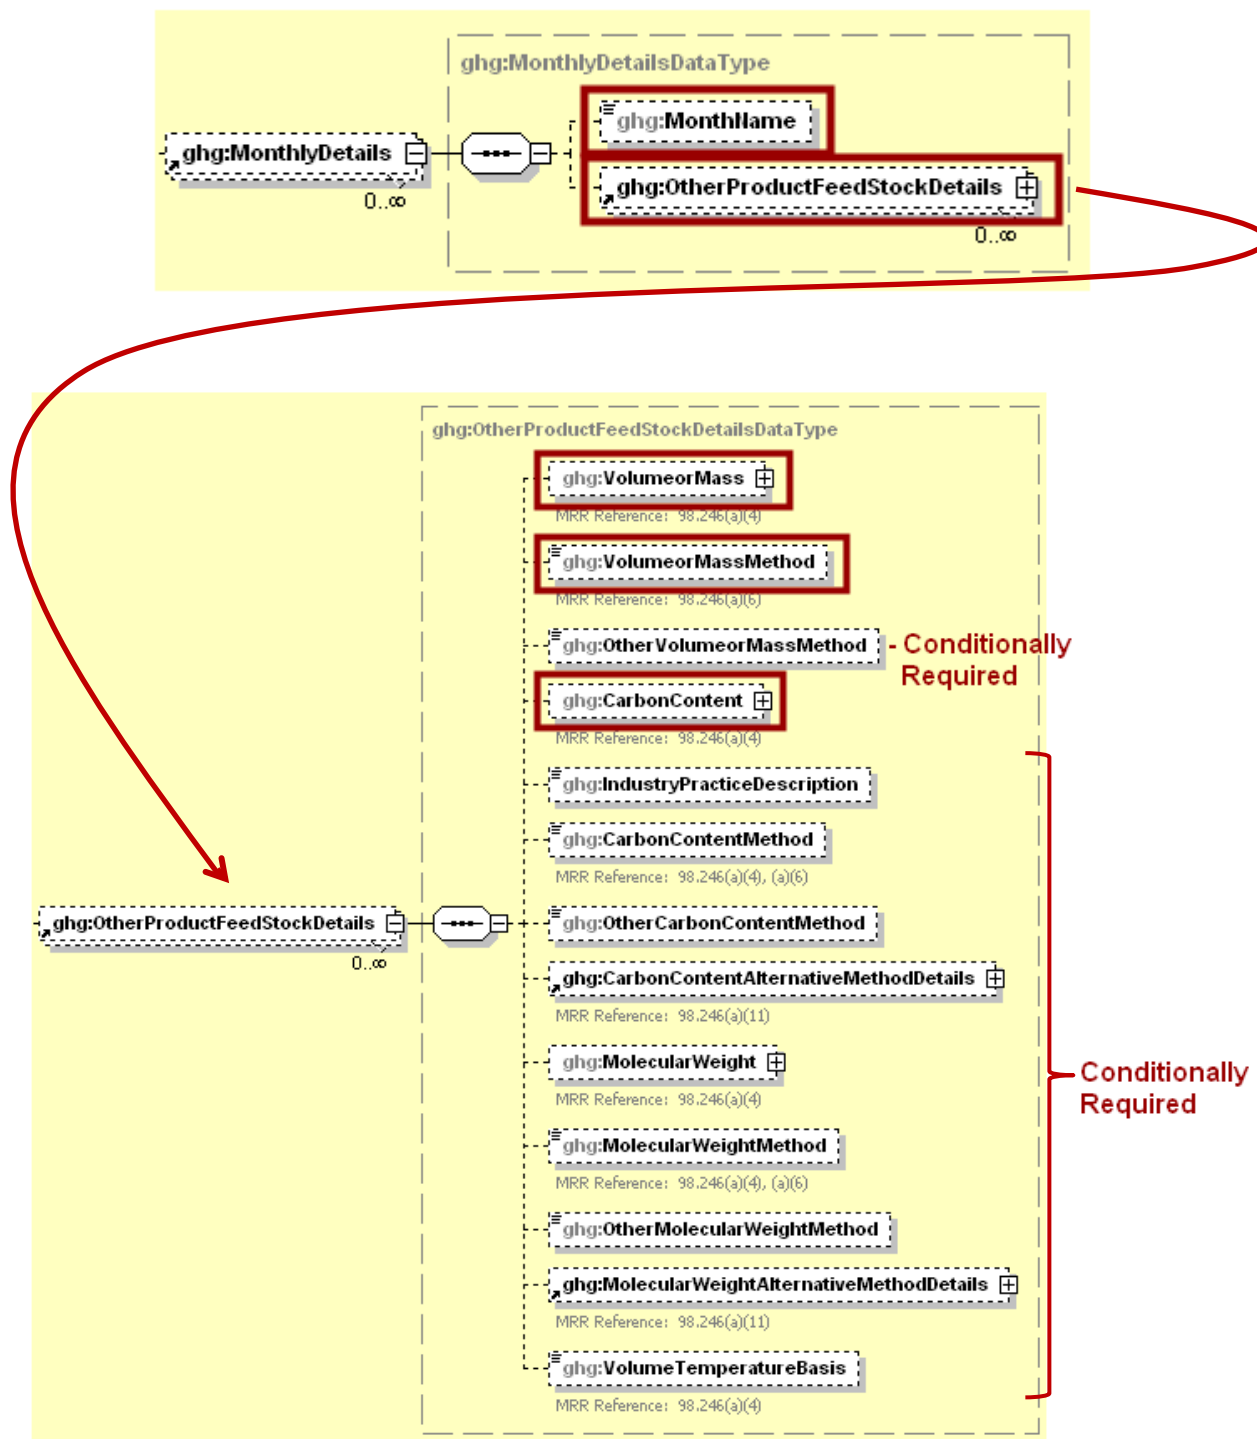 ghg:MonthlyDetailsDataType
ghg:MonthName
ghg:MonthlyDetails
0..∞
ghg:OtherProductFeedStockDetails
0..∞
ghg:OtherProductFeedStockDetailsDataType
ghg:VolumeorMass
MRR Reference: 98.246(a)(4)
ghg:VolumeorMassMethod
MRR Reference: 98.246(a)(6)
ghg:OtherVolumeorMassMethod
- Conditionally
Required
ghg:CarbonContent
MRR Reference: 98.246(a)(4)
ghg:IndustryPracticeDescription
ghg:CarbonContentMethod
MRR Reference: 98.246(a)(4), (a)(6)
ghg:OtherProductFeedStockDetails
0..∞
ghg:OtherCarbonContentMethod
ghg:CarbonContentAlternativeMethodDetails
MRR Reference: 98.246(a)(11)
ghg:MolecularWeight
MRR Reference: 98.246(a)(4)
Conditionally
Required
ghg:MolecularWeightMethod
MRR Reference: 98.246(a)(4), (a)(6)
ghg:OtherMolecularWeightMethod
ghg:MolecularWeightAlternativeMethodDetails
MRR Reference: 98.246(a)(11)
ghg:VolumeTemperatureBasis
MRR Reference: 98.246(a)(4)